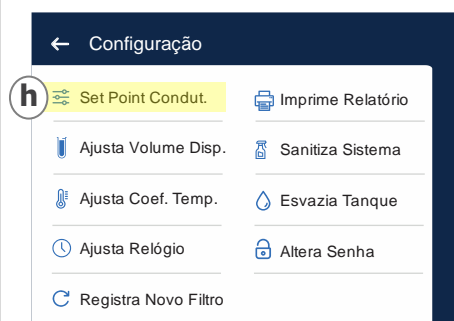 ← Configuração
h
Set Point Condut.
Imprime Relatório
Ajusta Volume Disp.
Sanitiza Sistema
Ajusta Coef. Temp.
Esvazia Tanque
Ajusta Relógio
Altera Senha
Registra Novo Filtro